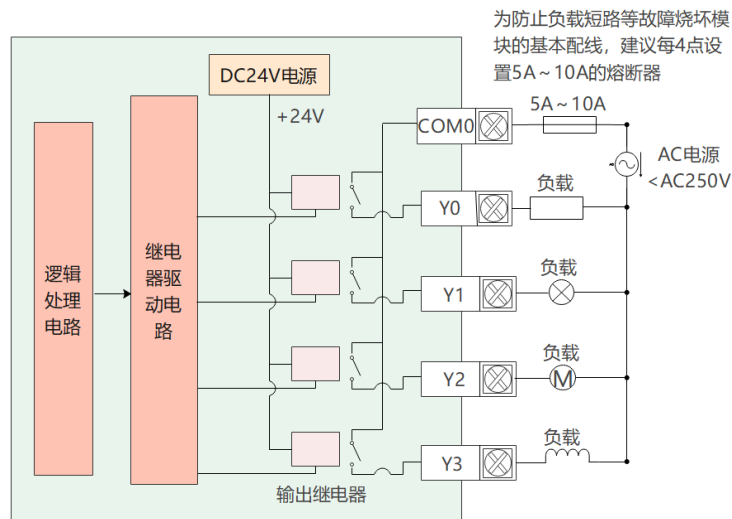 为防止负载短路等故障烧坏模
块的基本配线，建议每4点设
置5A～10A的熔断器
DC24V电源
+24V
COM0
5A～10A
AC电源
<AC250V
负载
Y0
逻辑
处理
电路
继电
器驱
动电
路
负载
Y1
负载
Y2
M
负载
Y3
输出继电器